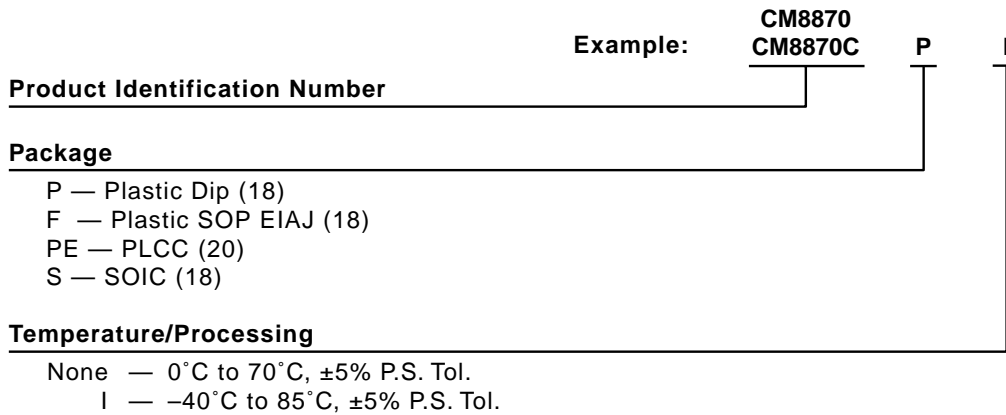 CM8870
Example: CM8870C P I
Product Identification Number
Package
P — Plastic Dip (18)
F — Plastic SOP EIAJ (18)
PE — PLCC (20)
S — SOIC (18)
Temperature/Processing
None — 0˚C to 70˚C, ±5% P.S. Tol.
I — –40˚C to 85˚C, ±5% P.S. Tol.